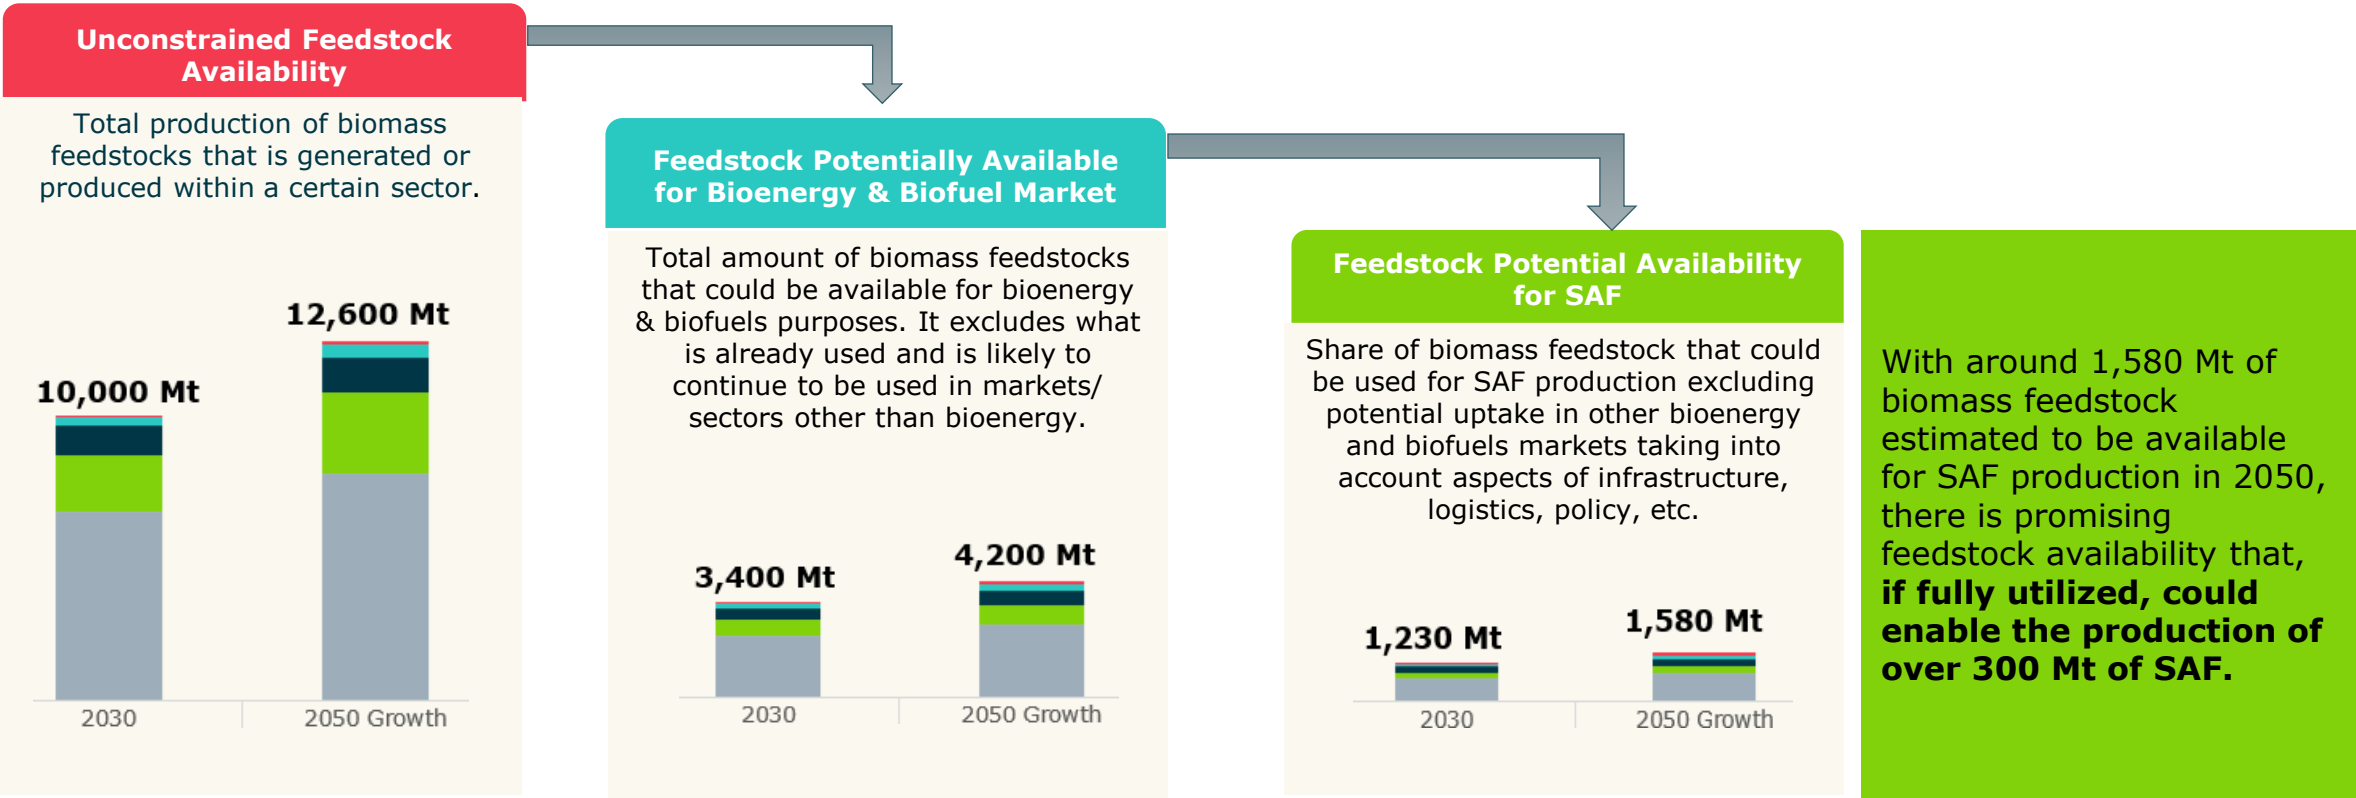 Unconstrained Feedstock
Availability
Total production of biomass
feedstocks that is generated or
produced within a certain sector.
12,600 Mt
10,000 Mt
2030
2050 Growth
Feedstock Potentially Available
for Bioenergy & Biofuel Market
Total amount of biomass feedstocks
that could be available for bioenergy
& biofuels purposes. It excludes what
is already used and is likely to
continue to be used in markets/
sectors other than bioenergy.
4,200 Mt
3,400 Mt
2030
2050 Growth
Feedstock Potential Availability
for SAF
Share of biomass feedstock that could
be used for SAF production excluding
potential uptake in other bioenergy
and biofuels markets taking into
account aspects of infrastructure,
logistics, policy, etc.
1,580 Mt
1,230 Mt
2030
2050 Growth
With around 1,580 Mt of
biomass feedstock
estimated to be available
for SAF production in 2050,
there is promising
feedstock availability that,
if fully utilized, could
enable the production of
over 300 Mt of SAF.